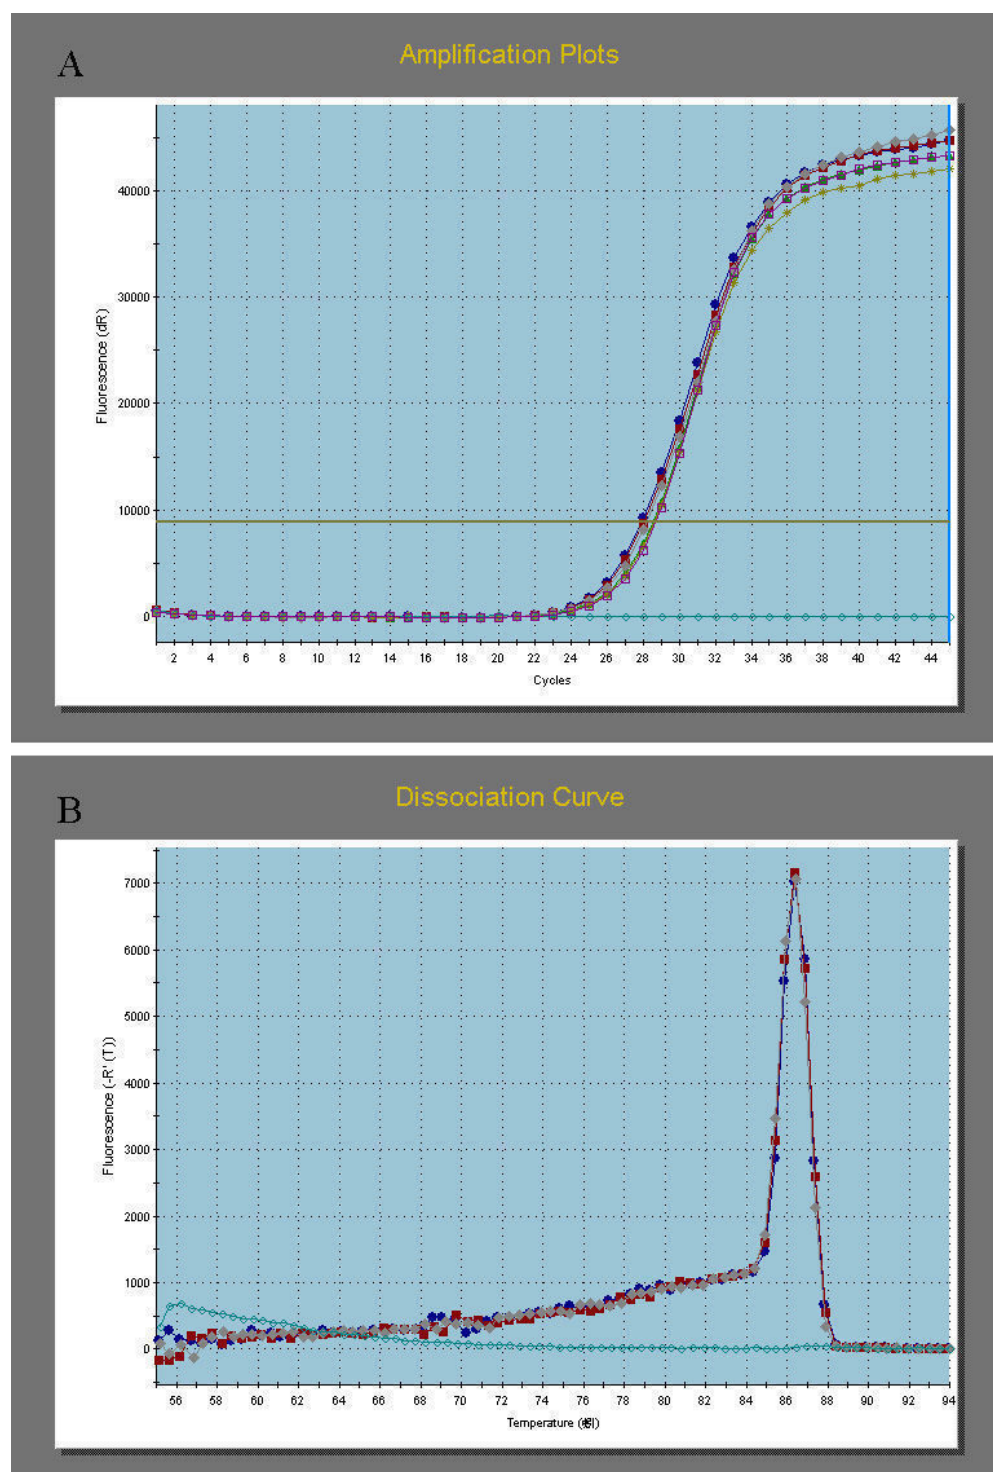 A
Amplification Plots
40000
30000
20000
10000
0
Fluorescence (dR)
2 4 6 8 10 12 14 16 18 20 22 24 26 28 30 32 34 36 38 40 42 44
Cycles
B
Dissociation Curve
7000
6000
5000
4000
3000
2000
1000
0
Fluorescence (-R' (T))
56 58 60 62 64 66 68 70 72 74 76 78 80 82 84 86 88 90 92 94
Temperature